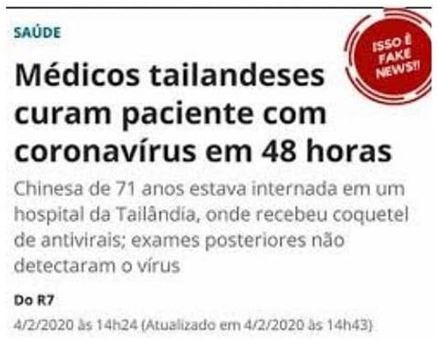 SAÚDE
ISSO É
FAKE
NEWS!!
Médicos tailandeses
curam paciente com
coronavírus em 48 horas
Chinesa de 71 anos estava internada em um
hospital da Tailândia, onde recebeu coquetel
de antivirais; exames posteriores não
detectaram o vírus
Do R7
4/2/2020 às 14h24 (Atualizado em 4/2/2020 às 14h43)